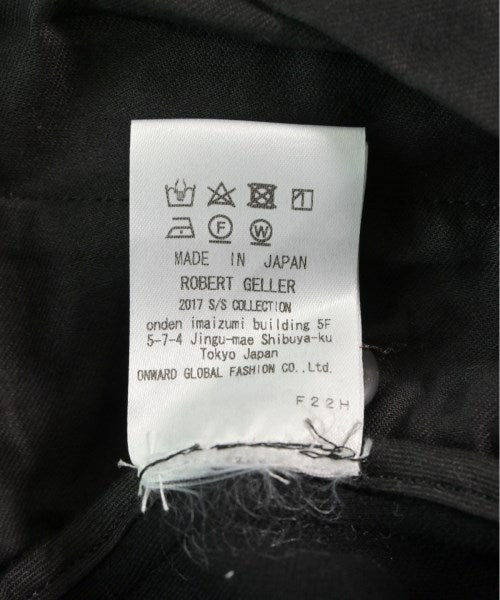 F W
MADE IN JAPAN
ROBERT GELLER
2017 S/S COLLECTION
onden imaizumi building 5F
5-7-4 Jingu-mae Shibuya-ku
Tokyo Japan
ONWARD GLOBAL FASHION CO.,Ltd.
F22H